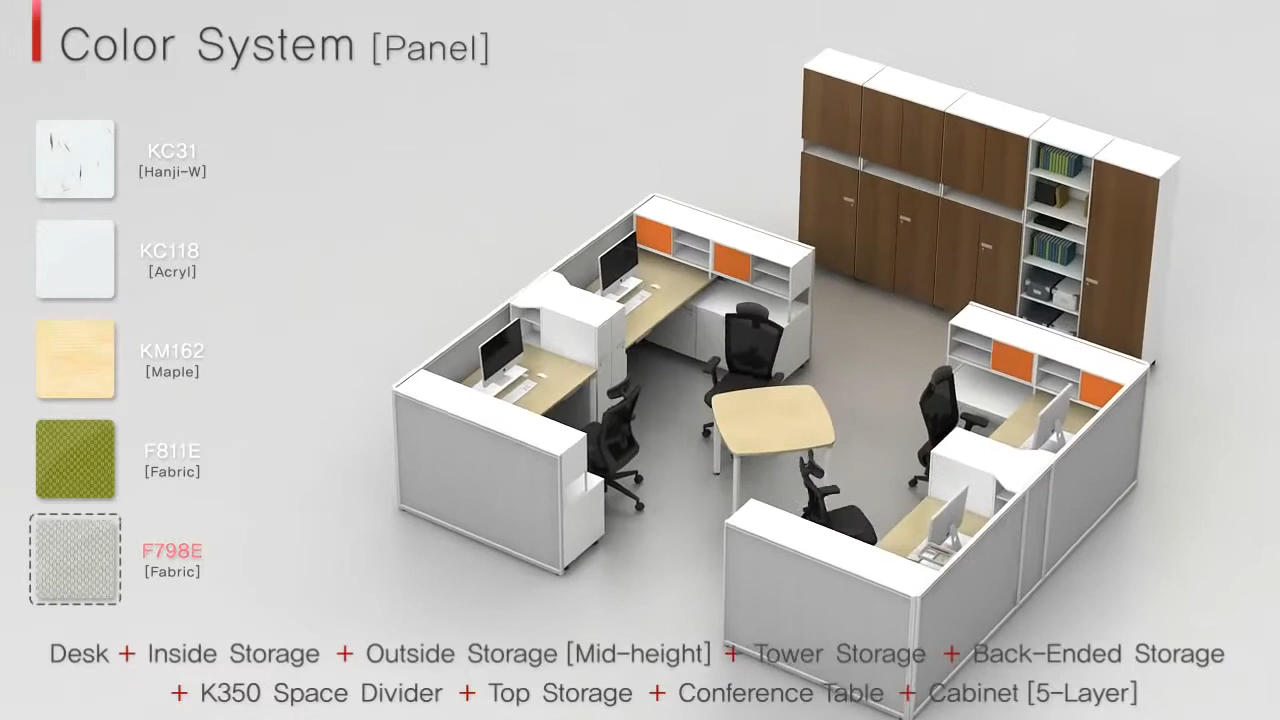 Color System [Panel]
KC31
[Hanji-W]
KC118
[Acryl]
KM162
[Maple]
F811E
[Fabric]
F798E
[Fabric]
Desk + Inside Storage + Outside Storage [Mid-height] + Tower Storage + Back-Ended Storage
+ K350 Space Divider + Top Storage + Conference Table + Cabinet [5-Layer]